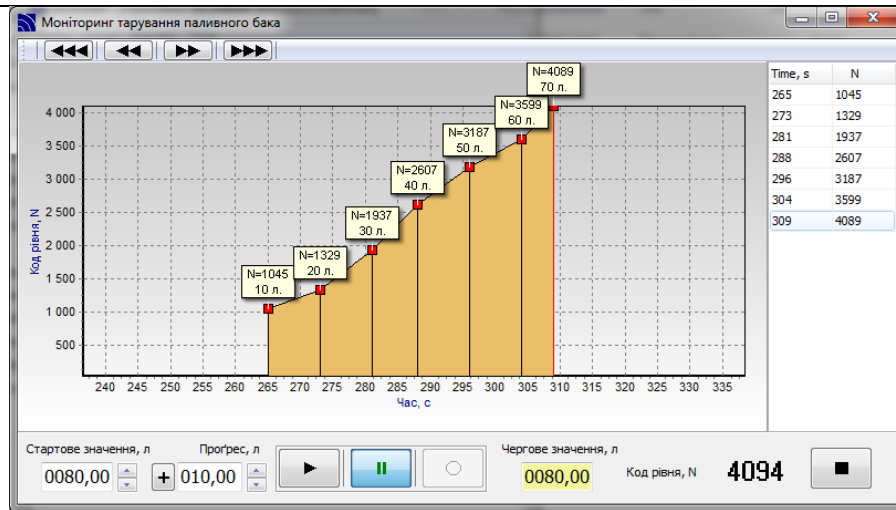 Моніторинг тарування паливного бака
Time, s N
265 1045
273 1329
281 1937
288 2607
296 3187
304 3599
309 4089
Код рівня, N
4 000
3 500
3 000
2 500
2 000
1 500
1 000
500
N=1045
10 л.
N=1329
20 л.
N=1937
30 л.
N=2607
40 л.
N=3187
50 л.
N=3599
60 л.
N=4089
70 л.
240 245 250 255 260 265 270 275 281 285 290 295 300 305 310 315 320 325 330 335
Час, с
Стартове значення, л Проґрес, л Чергове значення, л
0080,00 + 010,00 0080,00 Код рівня, N 4094